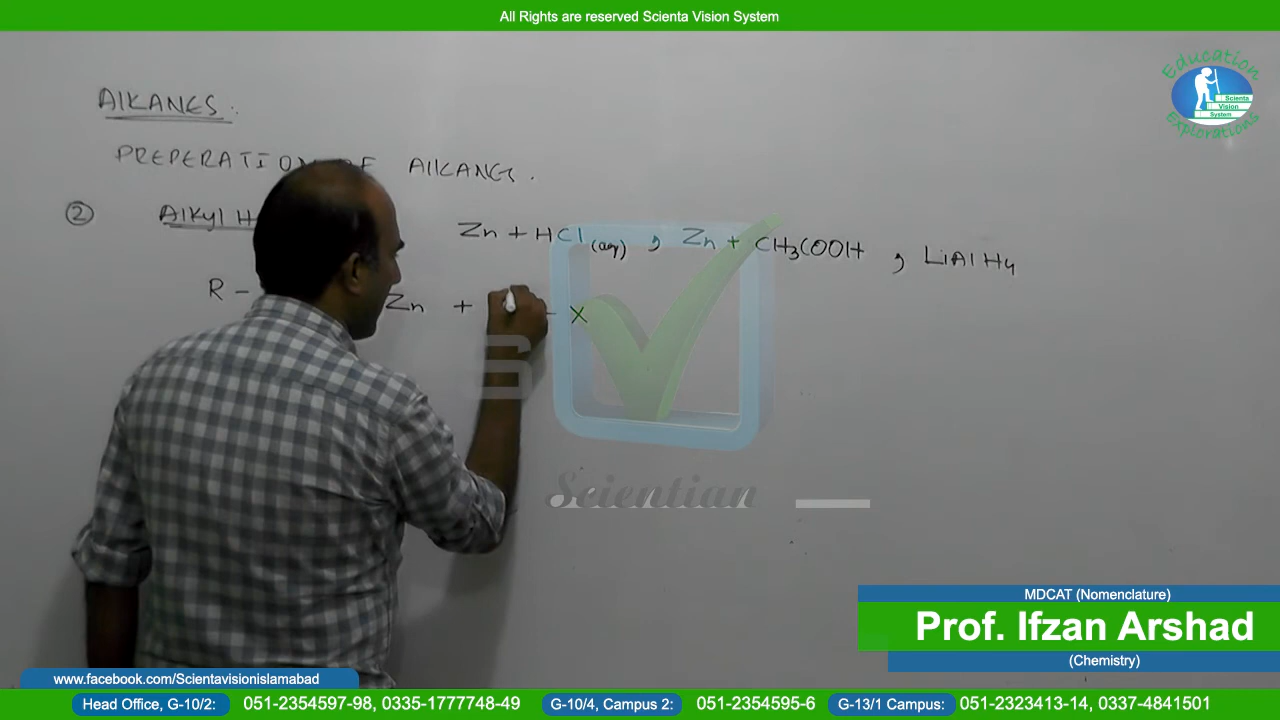 All Rights are reserved Scienta Vision System
Education
Scienta
Vision
System
Explorations
AlKANES:
PREPERATION OF AlKANES.
② Alkyl H
Zn + HCl(aq) , Zn + CH3COOH , LiAlH4
R – Zn + – X
Scientian
MDCAT (Nomenclature)
Prof. Ifzan Arshad
(Chemistry)
www.facebook.com/Scientavisionislamabad
Head Office, G-10/2: 051-2354597-98, 0335-1777748-49 G-10/4, Campus 2: 051-2354595-6 G-13/1 Campus: 051-2323413-14, 0337-4841501